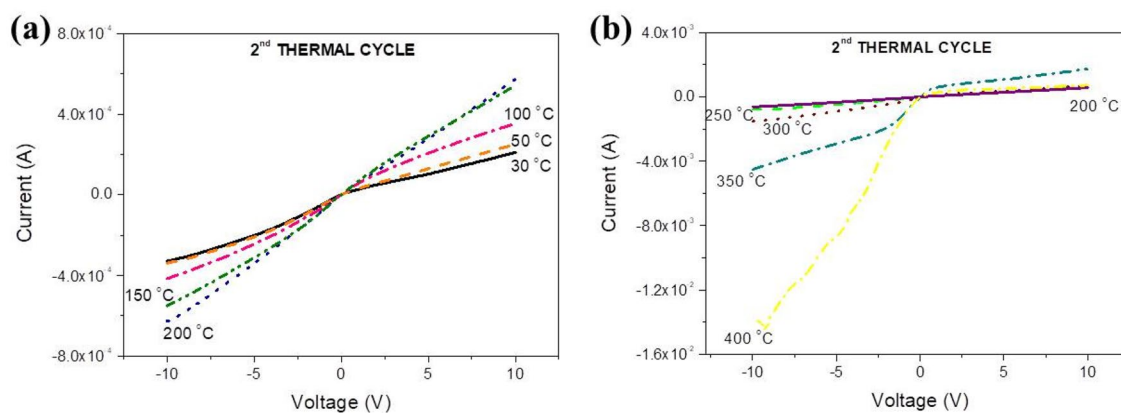 (a)
2nd THERMAL CYCLE
8.0x10-4
4.0x10-4
0.0
-4.0x10-4
-8.0x10-4
Current (A)
100 °C
50 °C
30 °C
150 °C
200 °C
-10 -5 0 5 10
Voltage (V)
(b)
2nd THERMAL CYCLE
4.0x10-3
0.0
-4.0x10-3
-8.0x10-3
-1.2x10-2
-1.6x10-2
Current (A)
250 °C
300 °C
200 °C
350 °C
400 °C
-10 -5 0 5 10
Voltage (V)